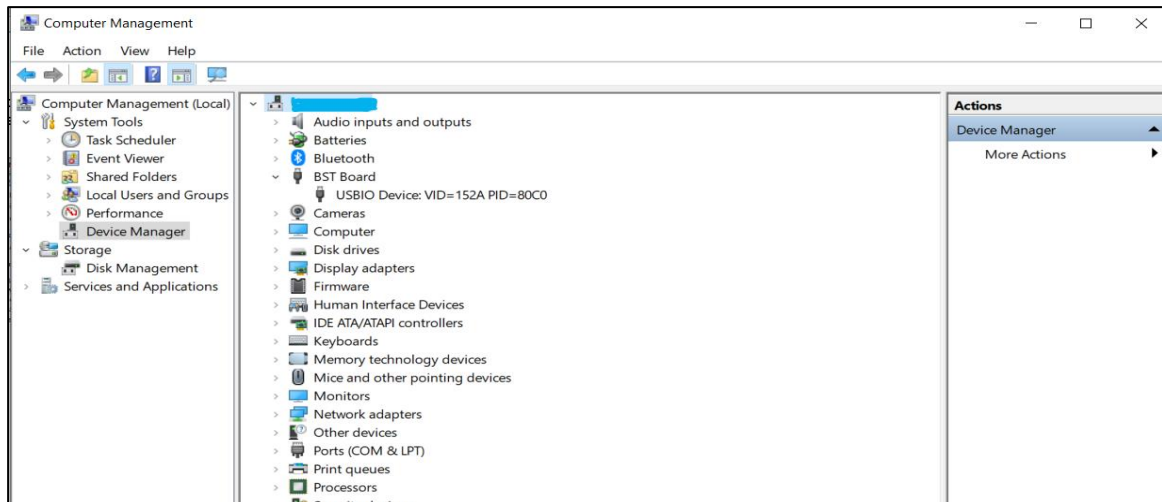 Computer Management
File Action View Help
Computer Management (Local)
System Tools
Task Scheduler
Event Viewer
Shared Folders
Local Users and Groups
Performance
Device Manager
Storage
Disk Management
Services and Applications
Audio inputs and outputs
Batteries
Bluetooth
BST Board
USBIO Device: VID=152A PID=80C0
Cameras
Computer
Disk drives
Display adapters
Firmware
Human Interface Devices
IDE ATA/ATAPI controllers
Keyboards
Memory technology devices
Mice and other pointing devices
Monitors
Network adapters
Other devices
Ports (COM & LPT)
Print queues
Processors
Actions
Device Manager
More Actions